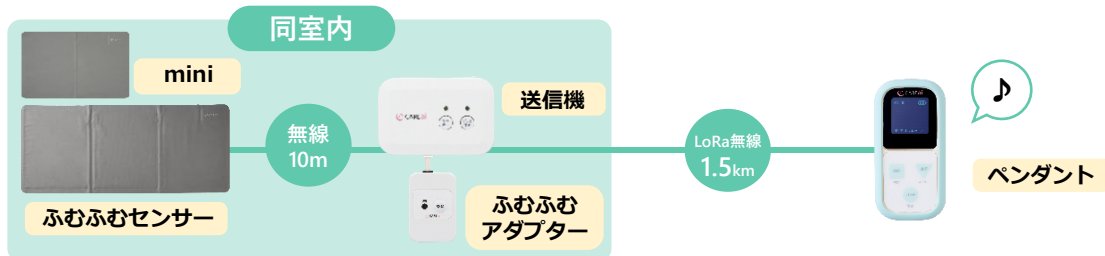 同室内
mini
ふむふむセンサー
無線
10m
送信機
CAREai
ふむふむ
アダプター
LoRa無線
1.5km
CAREai
♪
ペンダント